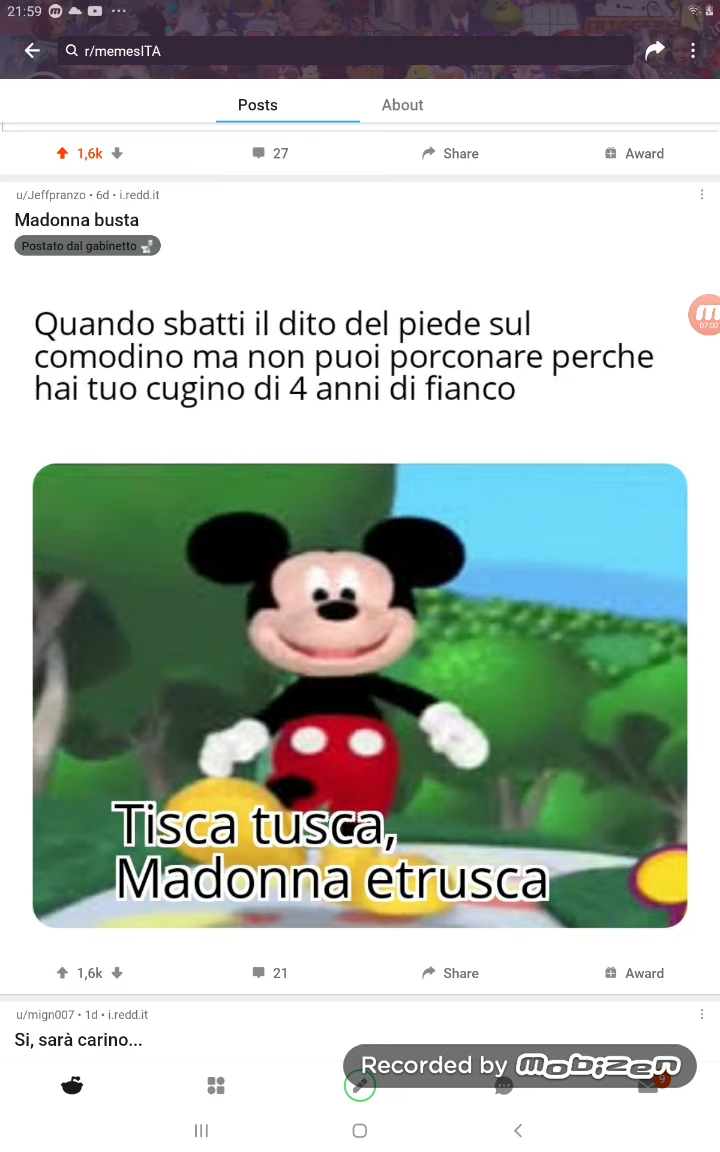 21:59
r/memesITA
Posts About
1,6k 27 Share Award
u/Jeffpranzo • 6d • i.redd.it
Madonna busta
Postato dal gabinetto
07:00
Quando sbatti il dito del piede sul
comodino ma non puoi porconare perche
hai tuo cugino di 4 anni di fianco
Tisca tusca,
Madonna etrusca
1,6k 21 Share Award
u/mign007 • 1d • i.redd.it
Si, sarà carino...
Recorded by mobizen
9